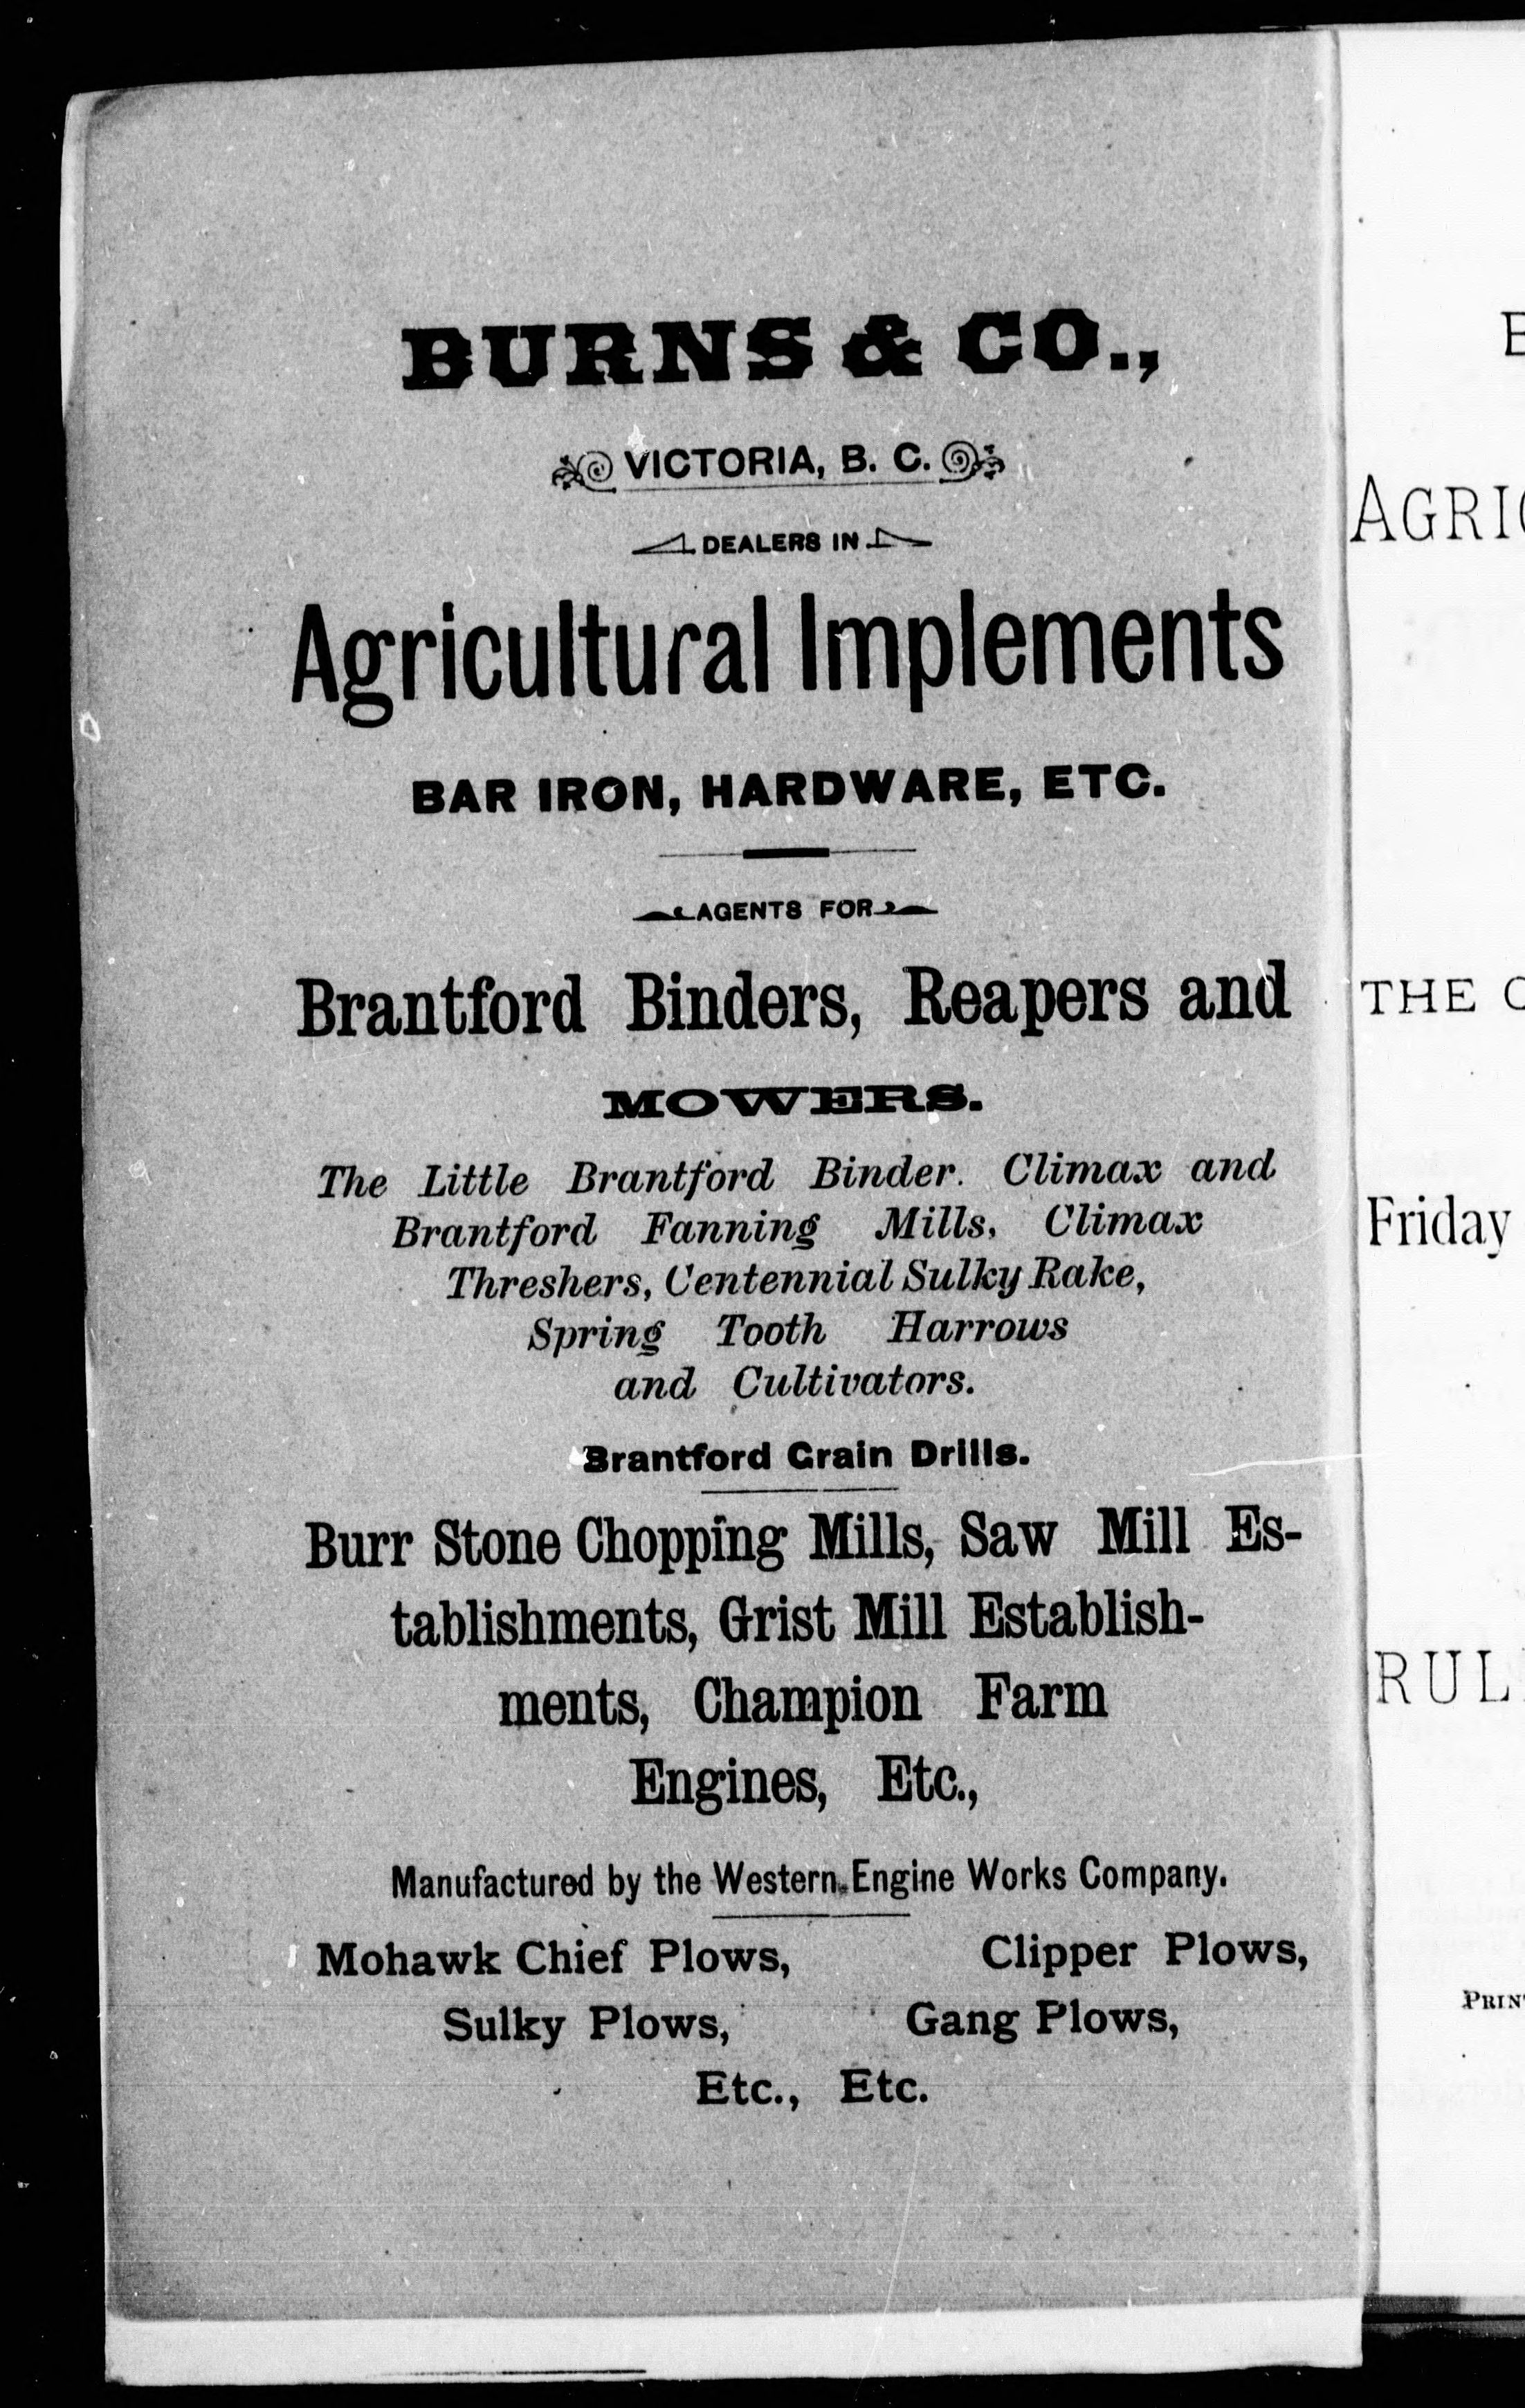 BURNS & CO.,
VICTORIA, B. C.
DEALERS IN
Agricultural Implements
BAR IRON, HARDWARE, ETC.
AGENTS FOR
Brantford Binders, Reapers and
MOWERS.
The Little Brantford Binder. Climax and
Brantford Fanning Mills, Climax
Threshers, Centennial Sulky Rake,
Spring Tooth Harrows
and Cultivators.
Brantford Grain Drills.
Burr Stone Chopping Mills, Saw Mill Es-
tablishments, Grist Mill Establish-
ments, Champion Farm
Engines, Etc.,
Manufactured by the Western Engine Works Company.
Mohawk Chief Plows, Clipper Plows,
Sulky Plows, Gang Plows,
Etc., Etc.
THE
Friday